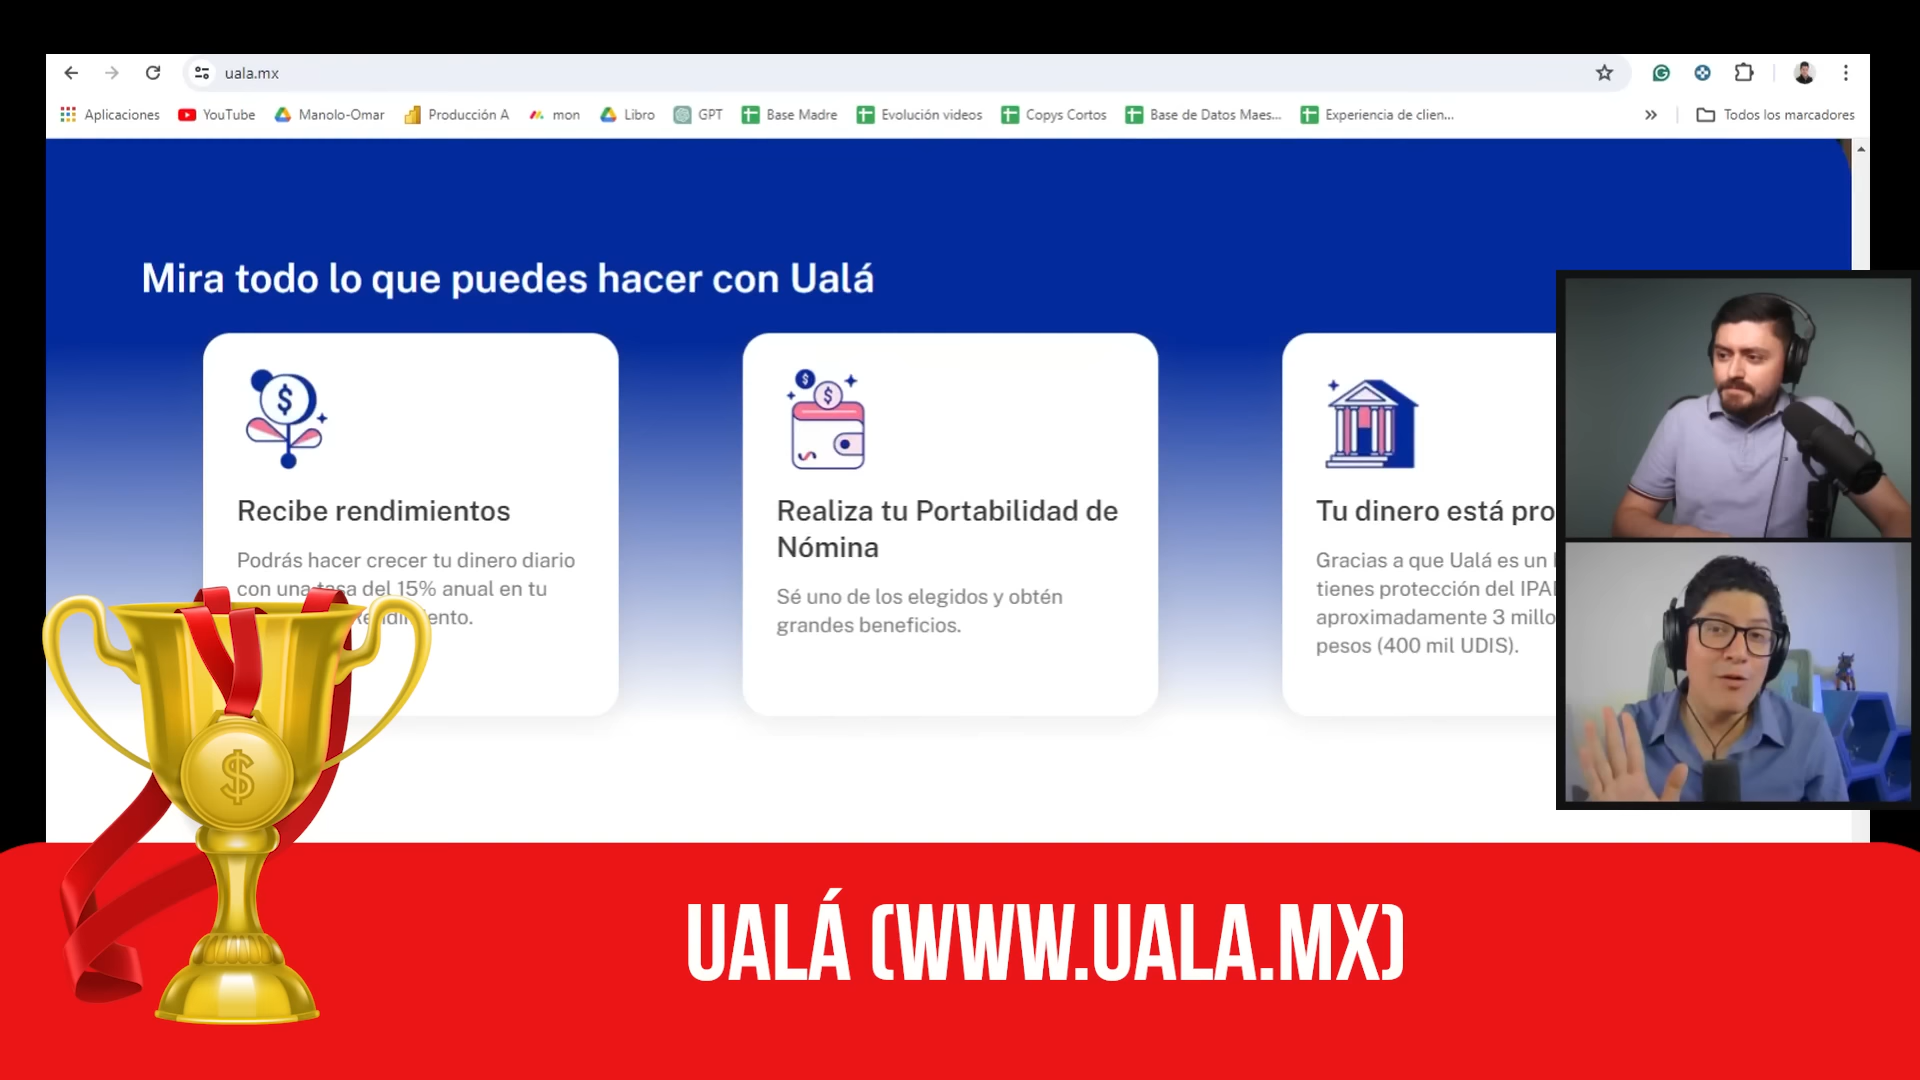 uala.mx
Aplicaciones YouTube Manolo-Omar Producción A mon Libro GPT Base Madre Evolución videos Copys Cortos Base de Datos Maes... Experiencia de clien... » Todos los marcadores
Mira todo lo que puedes hacer con Ualá
Recibe rendimientos
Podrás hacer crecer tu dinero diario
con una tasa del 15% anual en tu
Realiza tu Portabilidad de
Nómina
Sé uno de los elegidos y obtén
grandes beneficios.
Tu dinero está pro
Gracias a que Ualá es un
tienes protección del IPA
aproximadamente 3 millo
pesos (400 mil UDIS).
UALÁ (WWW.UALA.MX)